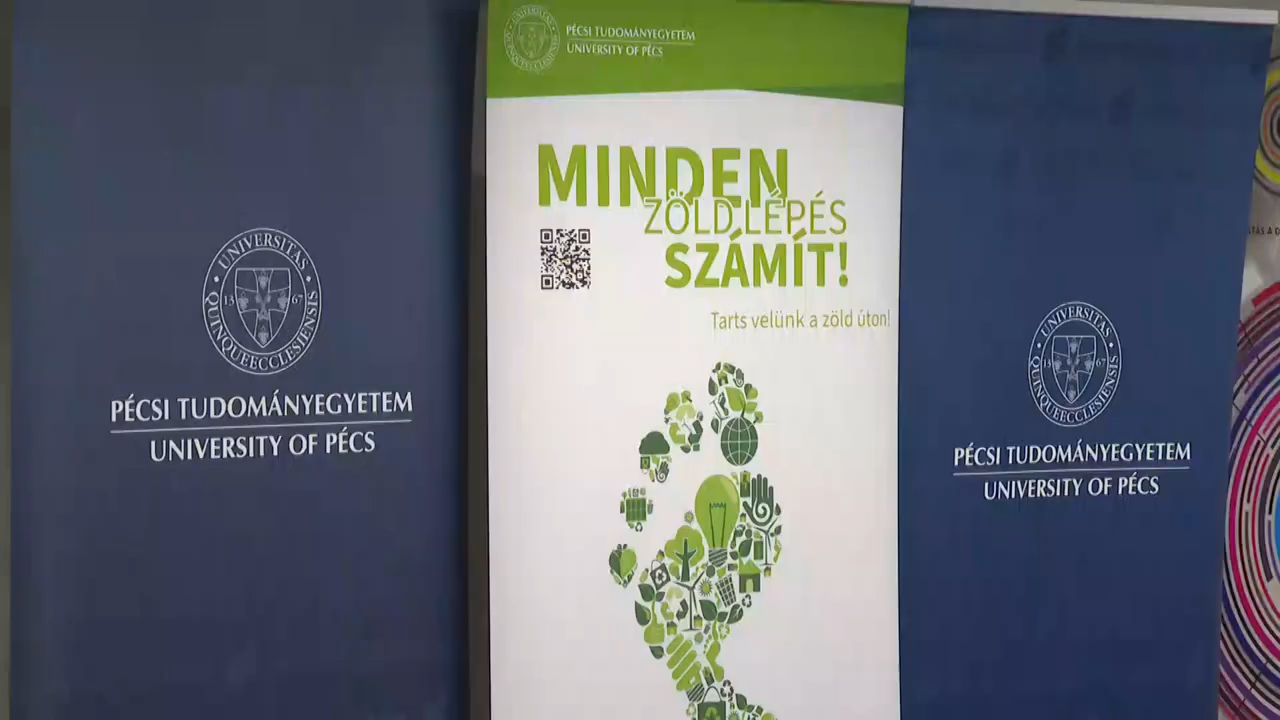 UNIVERSITAS
QUINQUEECCLESIENSIS
13 67
PÉCSI TUDOMÁNYEGYETEM
UNIVERSITY OF PÉCS
PÉCSI TUDOMÁNYEGYETEM
UNIVERSITY OF PÉCS
MINDEN
ZÖLD LÉPÉS
SZÁMÍT!
Tarts velünk a zöld úton!
UNIVERSITAS
QUINQUEECCLESIENSIS
13 67
PÉCSI TUDOMÁNYEGYETEM
UNIVERSITY OF PÉCS